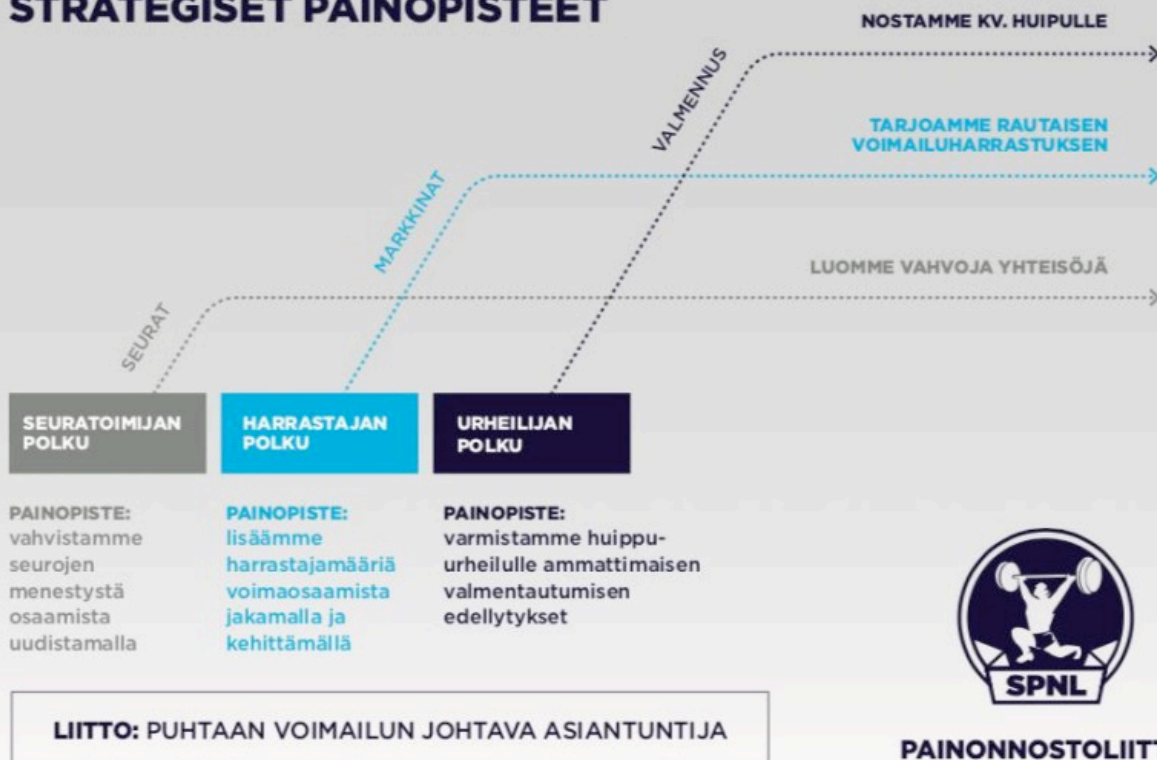 STRATEGISET PAINOPISTEET
NOSTAMME KV. HUIPULLE
VALMENNUS
TARJOAMME RAUTAISEN
VOIMAILUHARRASTUKSEN
MARKKINAT
LUOMME VAHVOJA YHTEISÖJÄ
SEURAT
SEURATOIMIJAN
POLKU
HARRASTAJAN
POLKU
URHEILIJAN
POLKU
PAINOPISTE:
vahvistamme
seurojen
menestystä
osaamista
uudistamalla
PAINOPISTE:
lisäämme
harrastajamääriä
voimaosaamista
jakamalla ja
kehittämällä
PAINOPISTE:
varmistamme huippu-
urheilulle ammattimaisen
valmentautumisen
edellytykset
SPNL
LIITTO: PUHTAAN VOIMAILUN JOHTAVA ASIANTUNTIJA
PAINONNOSTOLIITT